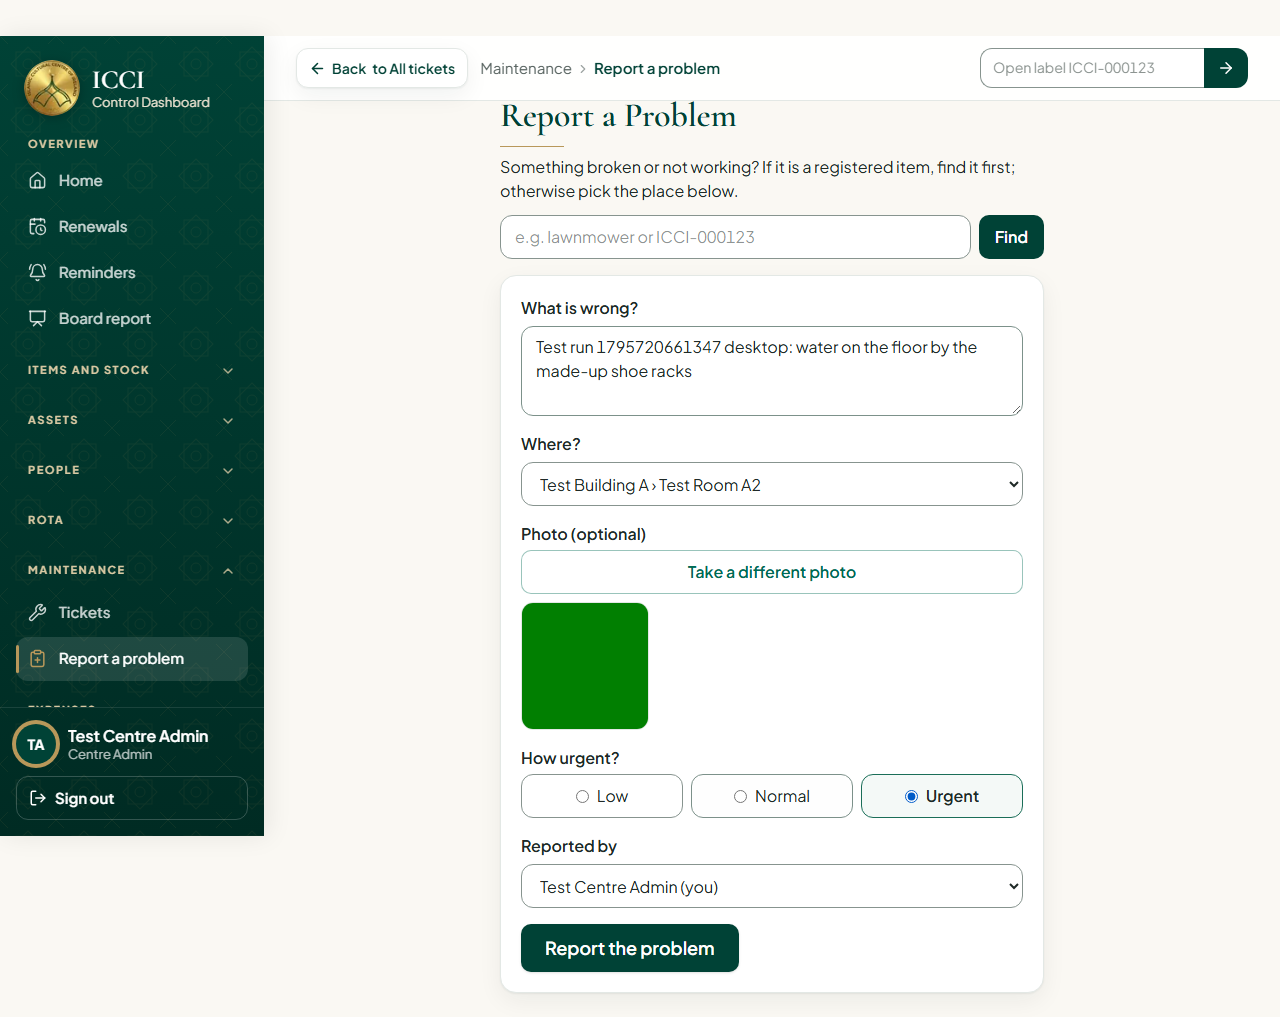 ICCI
Control Dashboard
OVERVIEW
Home
Renewals
Reminders
Board report
ITEMS AND STOCK
ASSETS
PEOPLE
ROTA
MAINTENANCE
Tickets
Report a problem
TA
Test Centre Admin
Centre Admin
Sign out
Back to All tickets
Maintenance › Report a problem
Open label ICCI-000123
Report a Problem
Something broken or not working? If it is a registered item, find it first;
otherwise pick the place below.
e.g. lawnmower or ICCI-000123
Find
What is wrong?
Test run 1795720661347 desktop: water on the floor by the
made-up shoe racks
Where?
Test Building A › Test Room A2
Photo (optional)
Take a different photo
How urgent?
Low
Normal
Urgent
Reported by
Test Centre Admin (you)
Report the problem